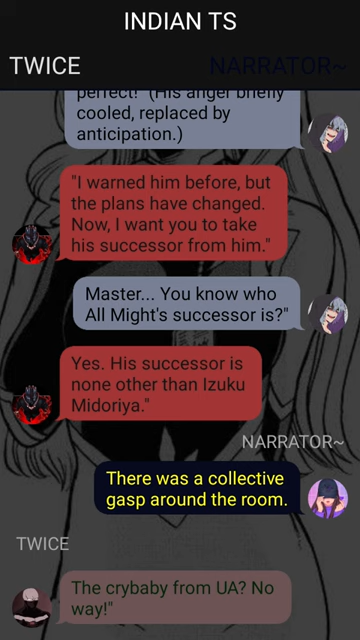 INDIAN TS
TWICE
NARRATOR~
perfect!" (His anger briefly
cooled, replaced by
anticipation.)
"I warned him before, but
the plans have changed.
Now, I want you to take
his successor from him."
Master... You know who
All Might's successor is?"
Yes. His successor is
none other than Izuku
Midoriya."
NARRATOR~
There was a collective
gasp around the room.
TWICE
The crybaby from UA? No
way!"